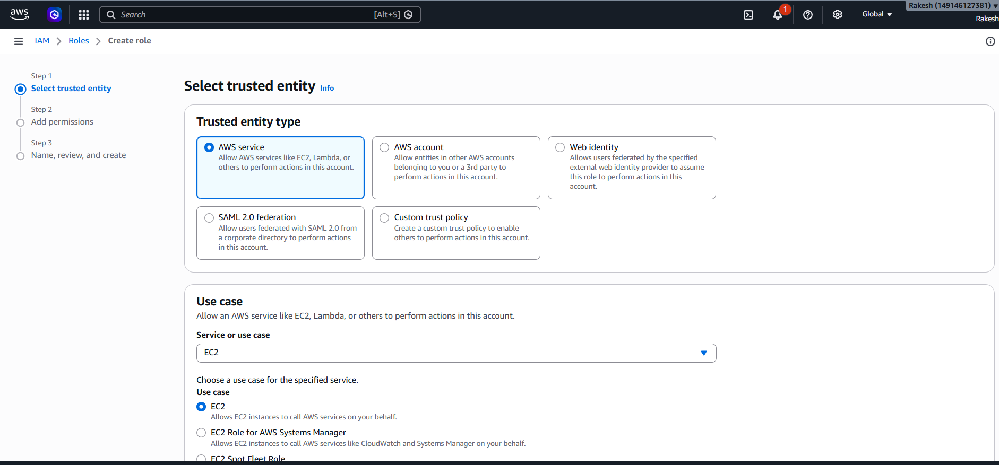 aws
Search [Alt+S]
1
Global
Rakesh (149146127381)
Rakesh
IAM > Roles > Create role
Step 1
Select trusted entity
Step 2
Add permissions
Step 3
Name, review, and create
Select trusted entity Info
Trusted entity type
AWS service
Allow AWS services like EC2, Lambda, or
others to perform actions in this account.
AWS account
Allow entities in other AWS accounts
belonging to you or a 3rd party to
perform actions in this account.
Web identity
Allows users federated by the specified
external web identity provider to assume
this role to perform actions in this
account.
SAML 2.0 federation
Allow users federated with SAML 2.0 from
a corporate directory to perform actions
in this account.
Custom trust policy
Create a custom trust policy to enable
others to perform actions in this account.
Use case
Allow an AWS service like EC2, Lambda, or others to perform actions in this account.
Service or use case
EC2
Choose a use case for the specified service.
Use case
EC2
Allows EC2 instances to call AWS services on your behalf.
EC2 Role for AWS Systems Manager
Allows EC2 instances to call AWS services like CloudWatch and Systems Manager on your behalf.
EC2 Spot Fleet Role